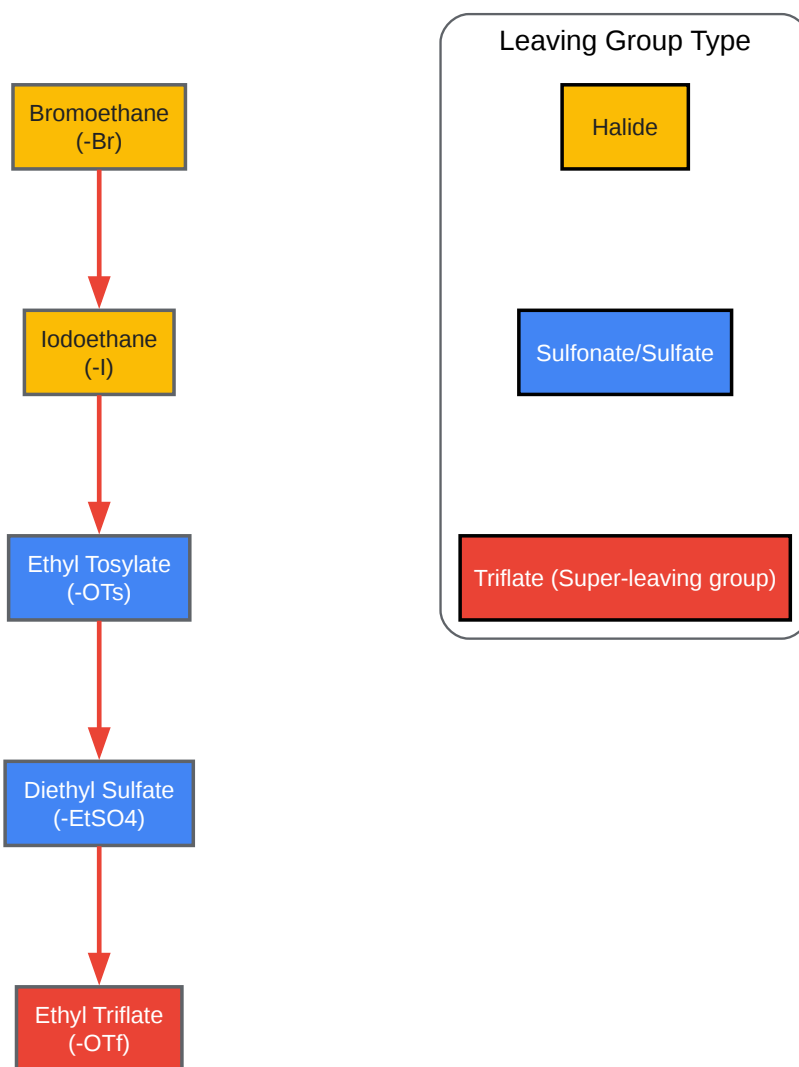 Leaving Group Type
Bromoethane
(-Br)
Halide
Iodoethane
(-I)
Sulfonate/Sulfate
Ethyl Tosylate
(-OTs)
Triflate (Super-leaving group)
Diethyl Sulfate
(-EtSO4)
Ethyl Triflate
(-OTf)